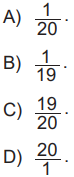 A) 1/20.
B) 1/19.
C) 19/20.
D) 20/1.